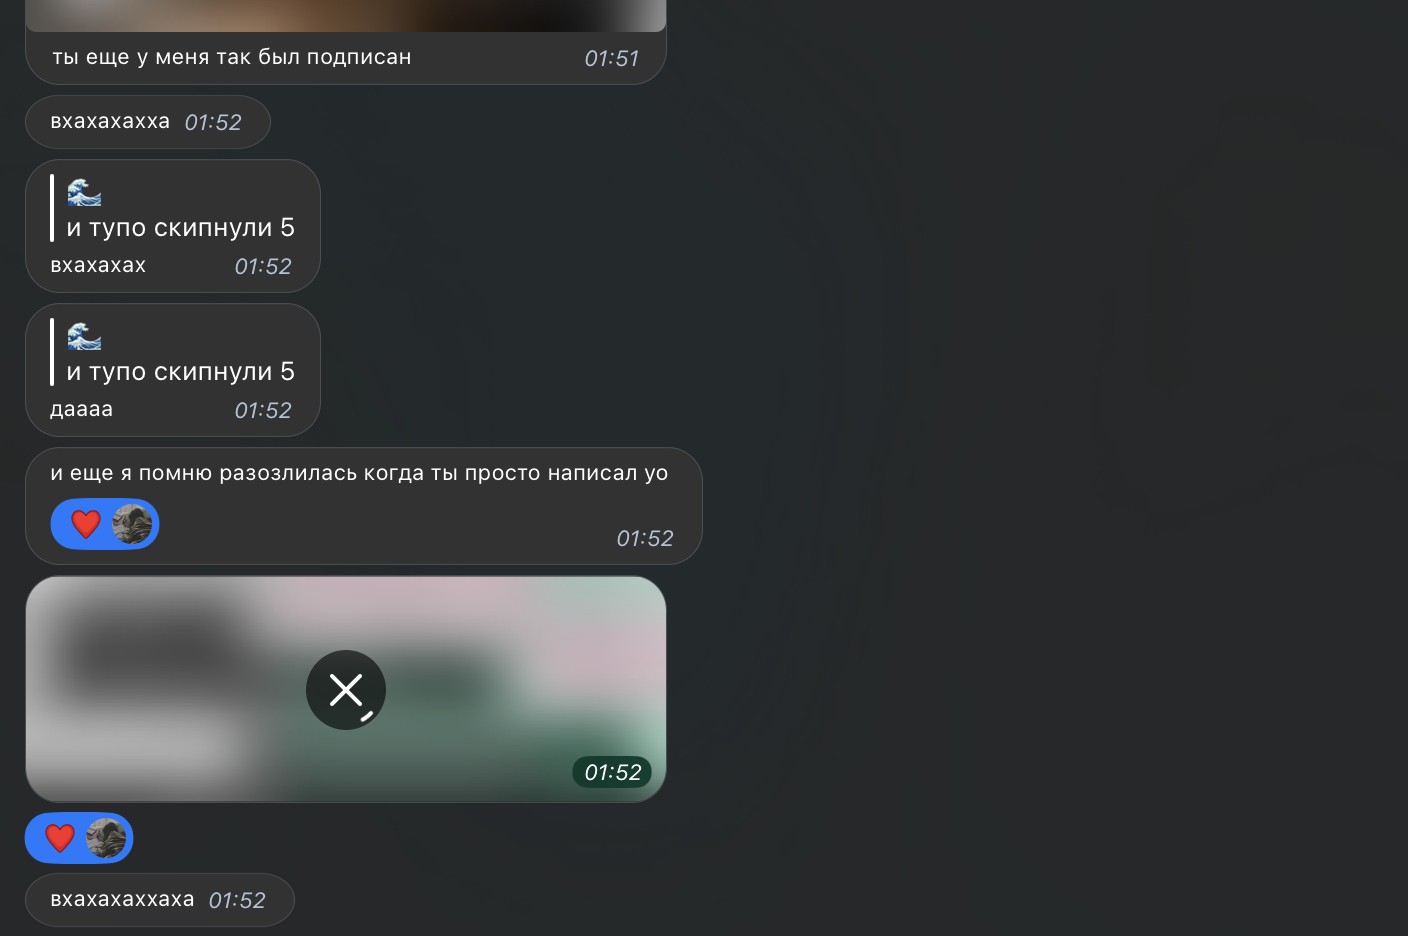 ты еще у меня так был подписан 01:51
вхахахахха 01:52
🌊
и тупо скипнули 5
вхахахах 01:52
🌊
и тупо скипнули 5
даааа 01:52
и еще я помню разозлилась когда ты просто написал уо
01:52
01:52
вхахахаххаха 01:52